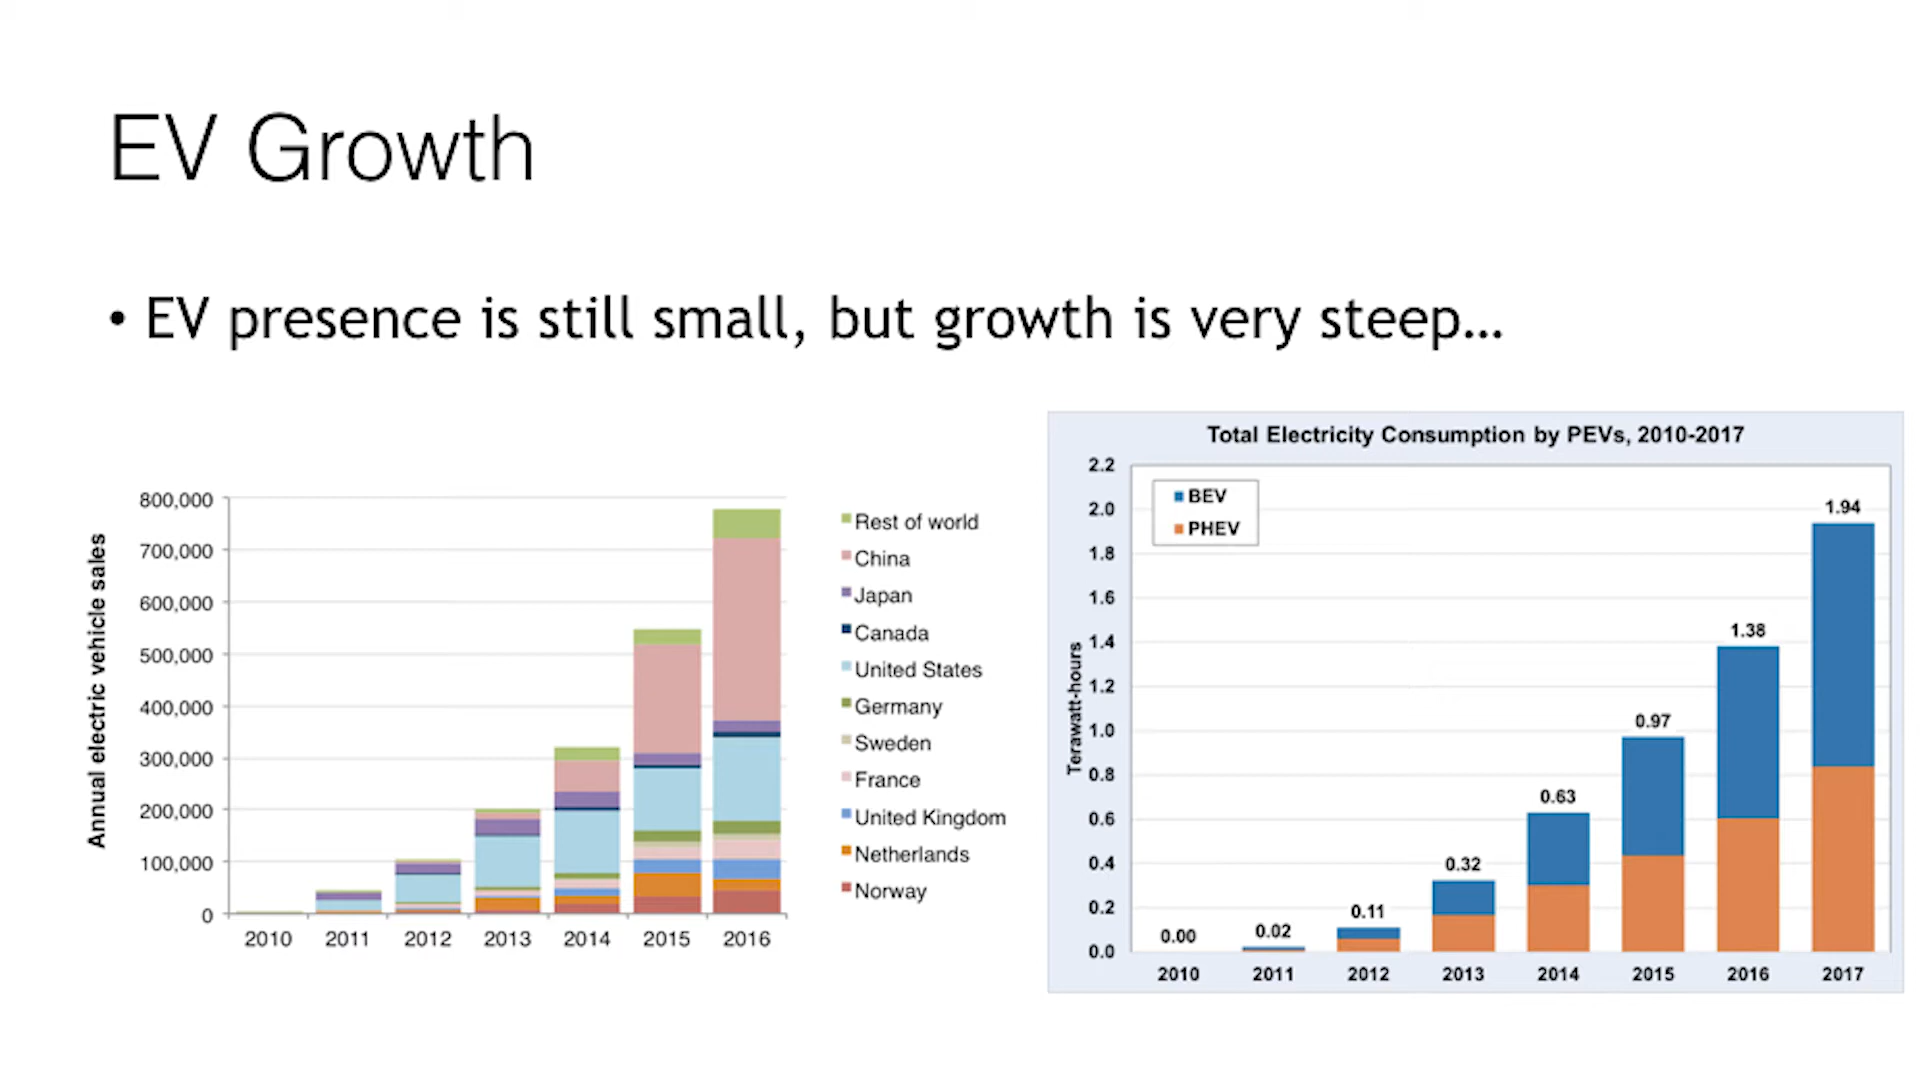 EV Growth
• EV presence is still small, but growth is very steep…
Annual electric vehicle sales
800,000
700,000
600,000
500,000
400,000
300,000
200,000
100,000
0
2010 2011 2012 2013 2014 2015 2016
Rest of world
China
Japan
Canada
United States
Germany
Sweden
France
United Kingdom
Netherlands
Norway
Total Electricity Consumption by PEVs, 2010-2017
Terawatt-hours
2.2
2.0
1.8
1.6
1.4
1.2
1.0
0.8
0.6
0.4
0.2
0.0
BEV
PHEV
0.00 0.02 0.11 0.32 0.63 0.97 1.38 1.94
2010 2011 2012 2013 2014 2015 2016 2017